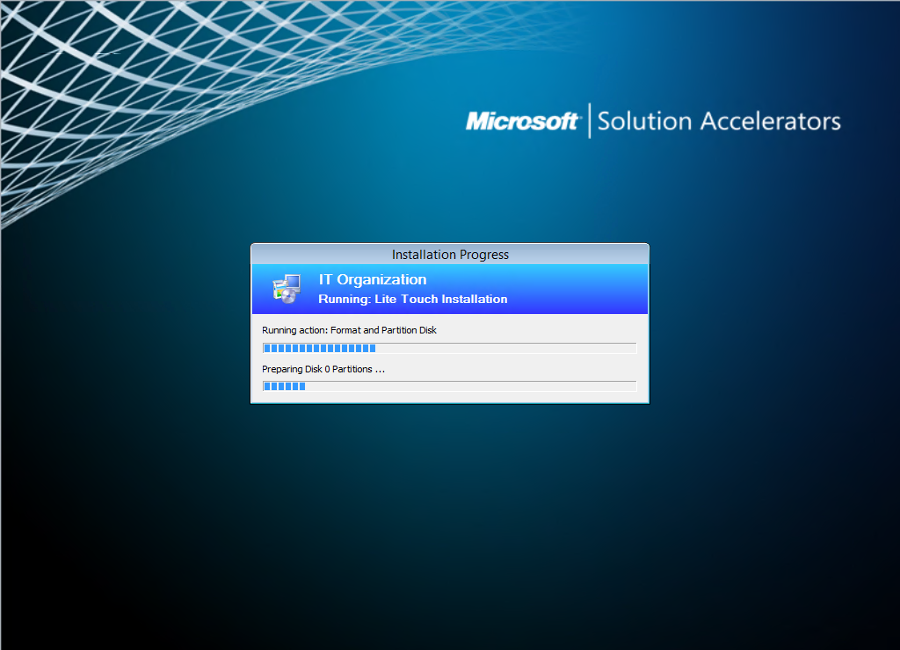 Microsoft | Solution Accelerators
Installation Progress
IT Organization
Running: Lite Touch Installation
Running action: Format and Partition Disk
Preparing Disk 0 Partitions ...